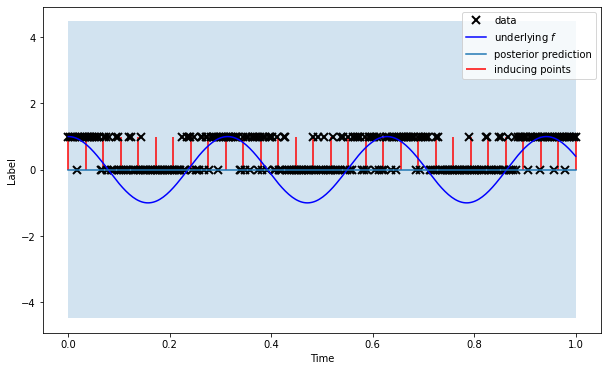 data
underlying f
posterior prediction
inducing points
4
2
0
−2
−4
Label
0.0 0.2 0.4 0.6 0.8 1.0
Time